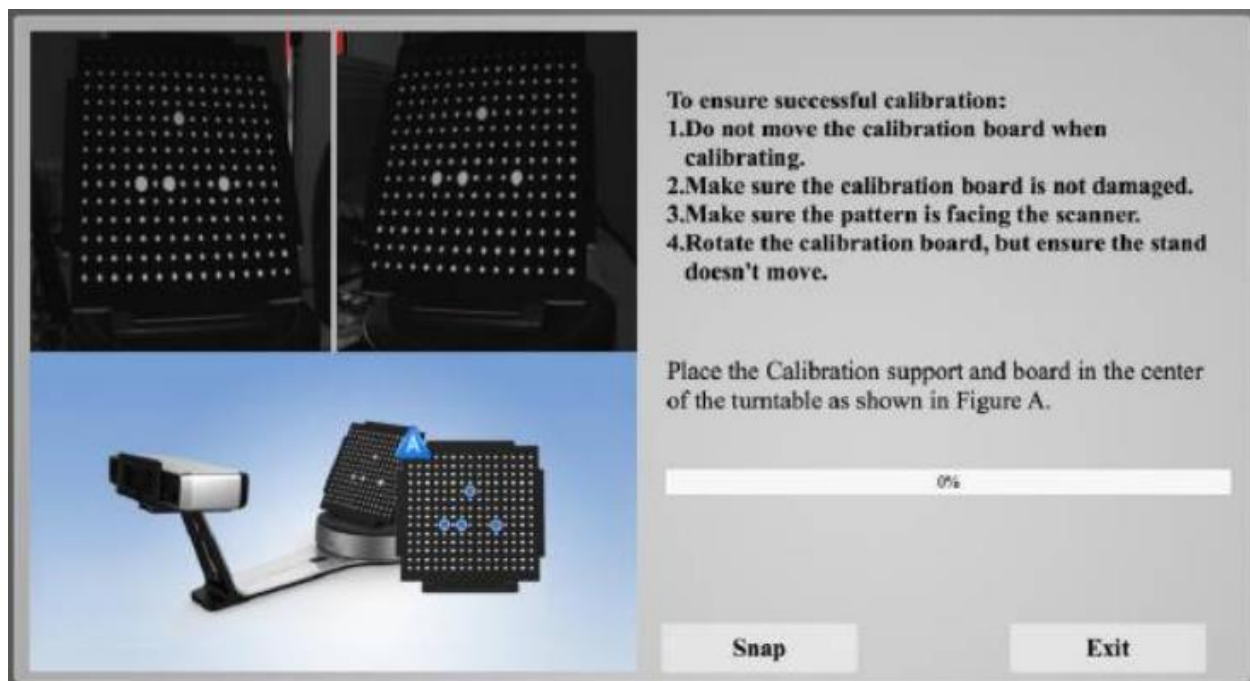 To ensure successful calibration:
1.Do not move the calibration board when
calibrating.
2.Make sure the calibration board is not damaged.
3.Make sure the pattern is facing the scanner.
4.Rotate the calibration board, but ensure the stand
doesn't move.
A
Place the Calibration support and board in the center
of the turntable as shown in Figure A.
0%
Snap
Exit